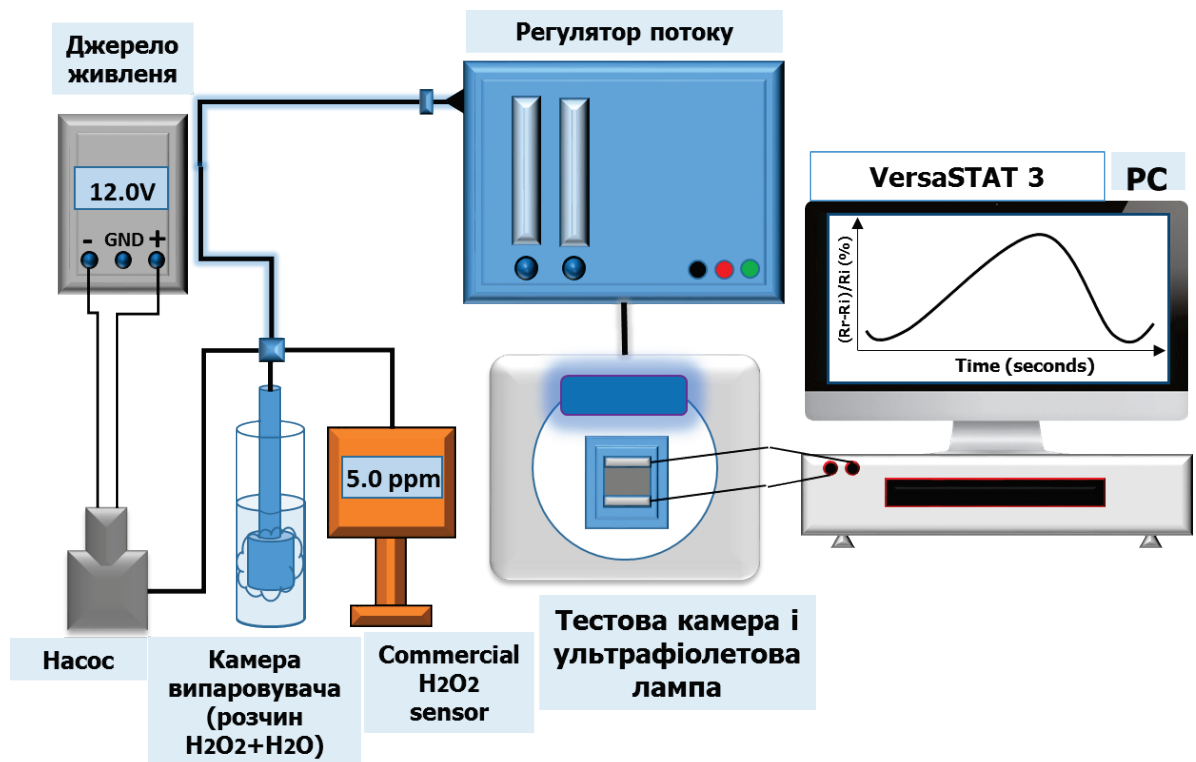 Джерело
живленя
Регулятор потоку
12.0V
- GND +
VersaSTAT 3
PC
(Rr-Ri)/Ri (%)
Time (seconds)
5.0 ppm
Насос
Камера
випаровувача
(розчин
H2O2+H2O)
Commercial
H2O2
sensor
Тестова камера і
ультрафіолетова
лампа